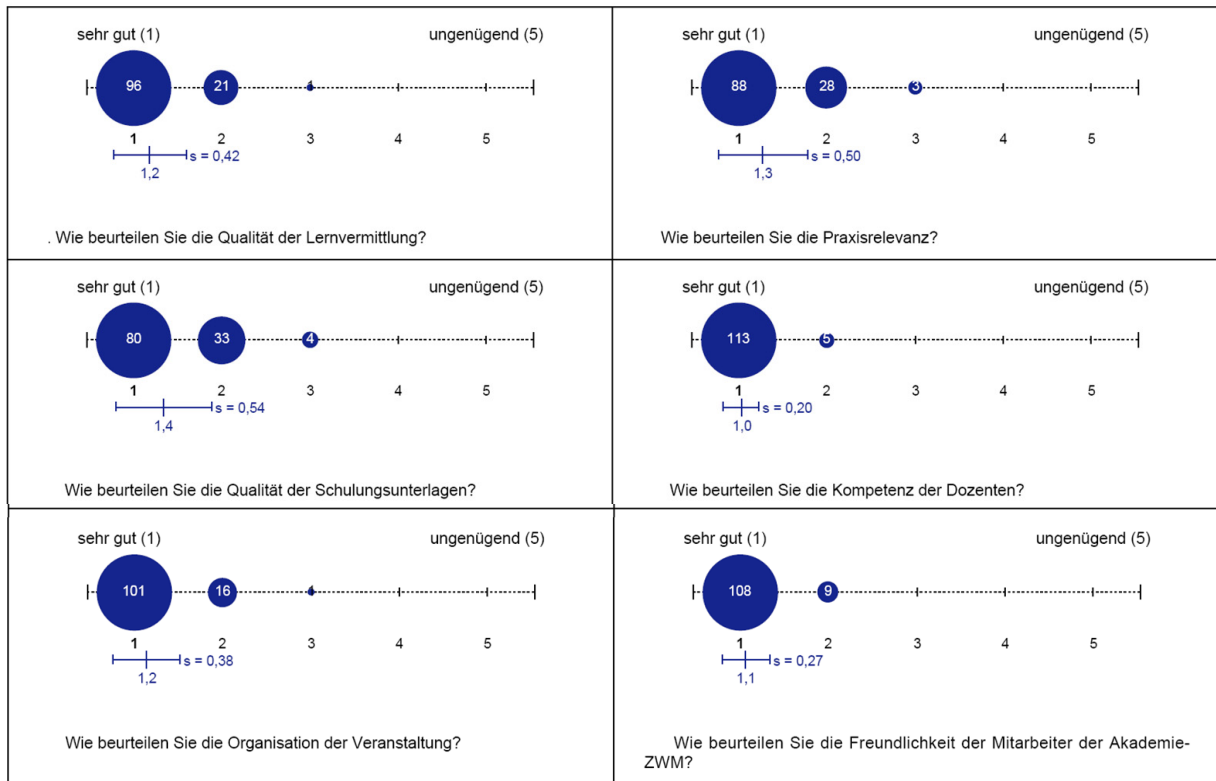 sehr gut (1) ungenügend (5)
96 21 1
1 2 3 4 5
s = 0,42
1,2
. Wie beurteilen Sie die Qualität der Lernvermittlung?
sehr gut (1) ungenügend (5)
88 28 3
1 2 3 4 5
s = 0,50
1,3
Wie beurteilen Sie die Praxisrelevanz?
sehr gut (1) ungenügend (5)
80 33 4
1 2 3 4 5
s = 0,54
1,4
Wie beurteilen Sie die Qualität der Schulungsunterlagen?
sehr gut (1) ungenügend (5)
113 5
1 2 3 4 5
s = 0,20
1,0
Wie beurteilen Sie die Kompetenz der Dozenten?
sehr gut (1) ungenügend (5)
101 16 1
1 2 3 4 5
s = 0,38
1,2
Wie beurteilen Sie die Organisation der Veranstaltung?
sehr gut (1) ungenügend (5)
108 9
1 2 3 4 5
s = 0,27
1,1
Wie beurteilen Sie die Freundlichkeit der Mitarbeiter der Akademie-
ZWM?